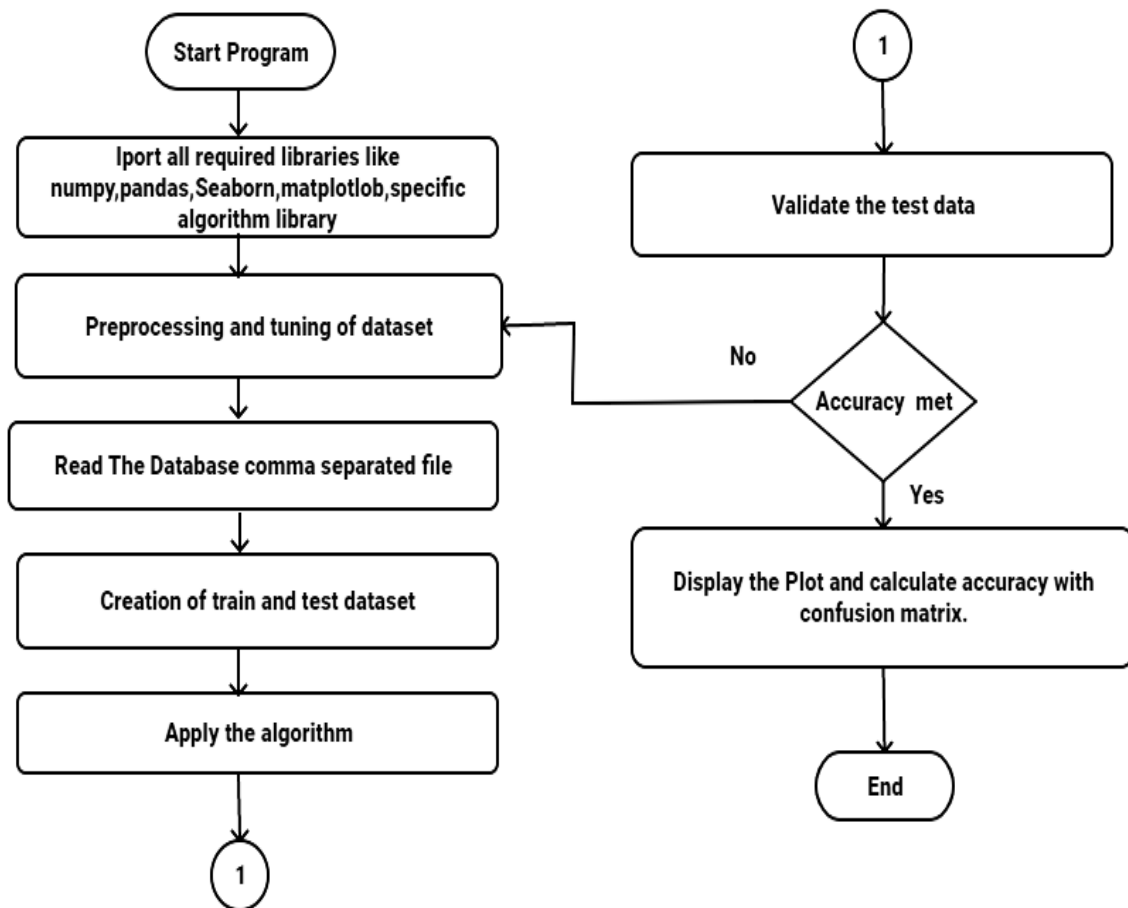 Start Program
Iport all required libraries like
numpy,pandas,Seaborn,matplotlob,specific
algorithm library
Preprocessing and tuning of dataset
Read The Database comma separated file
Creation of train and test dataset
Apply the algorithm
1
1
Validate the test data
No
Accuracy met
Yes
Display the Plot and calculate accuracy with
confusion matrix.
End